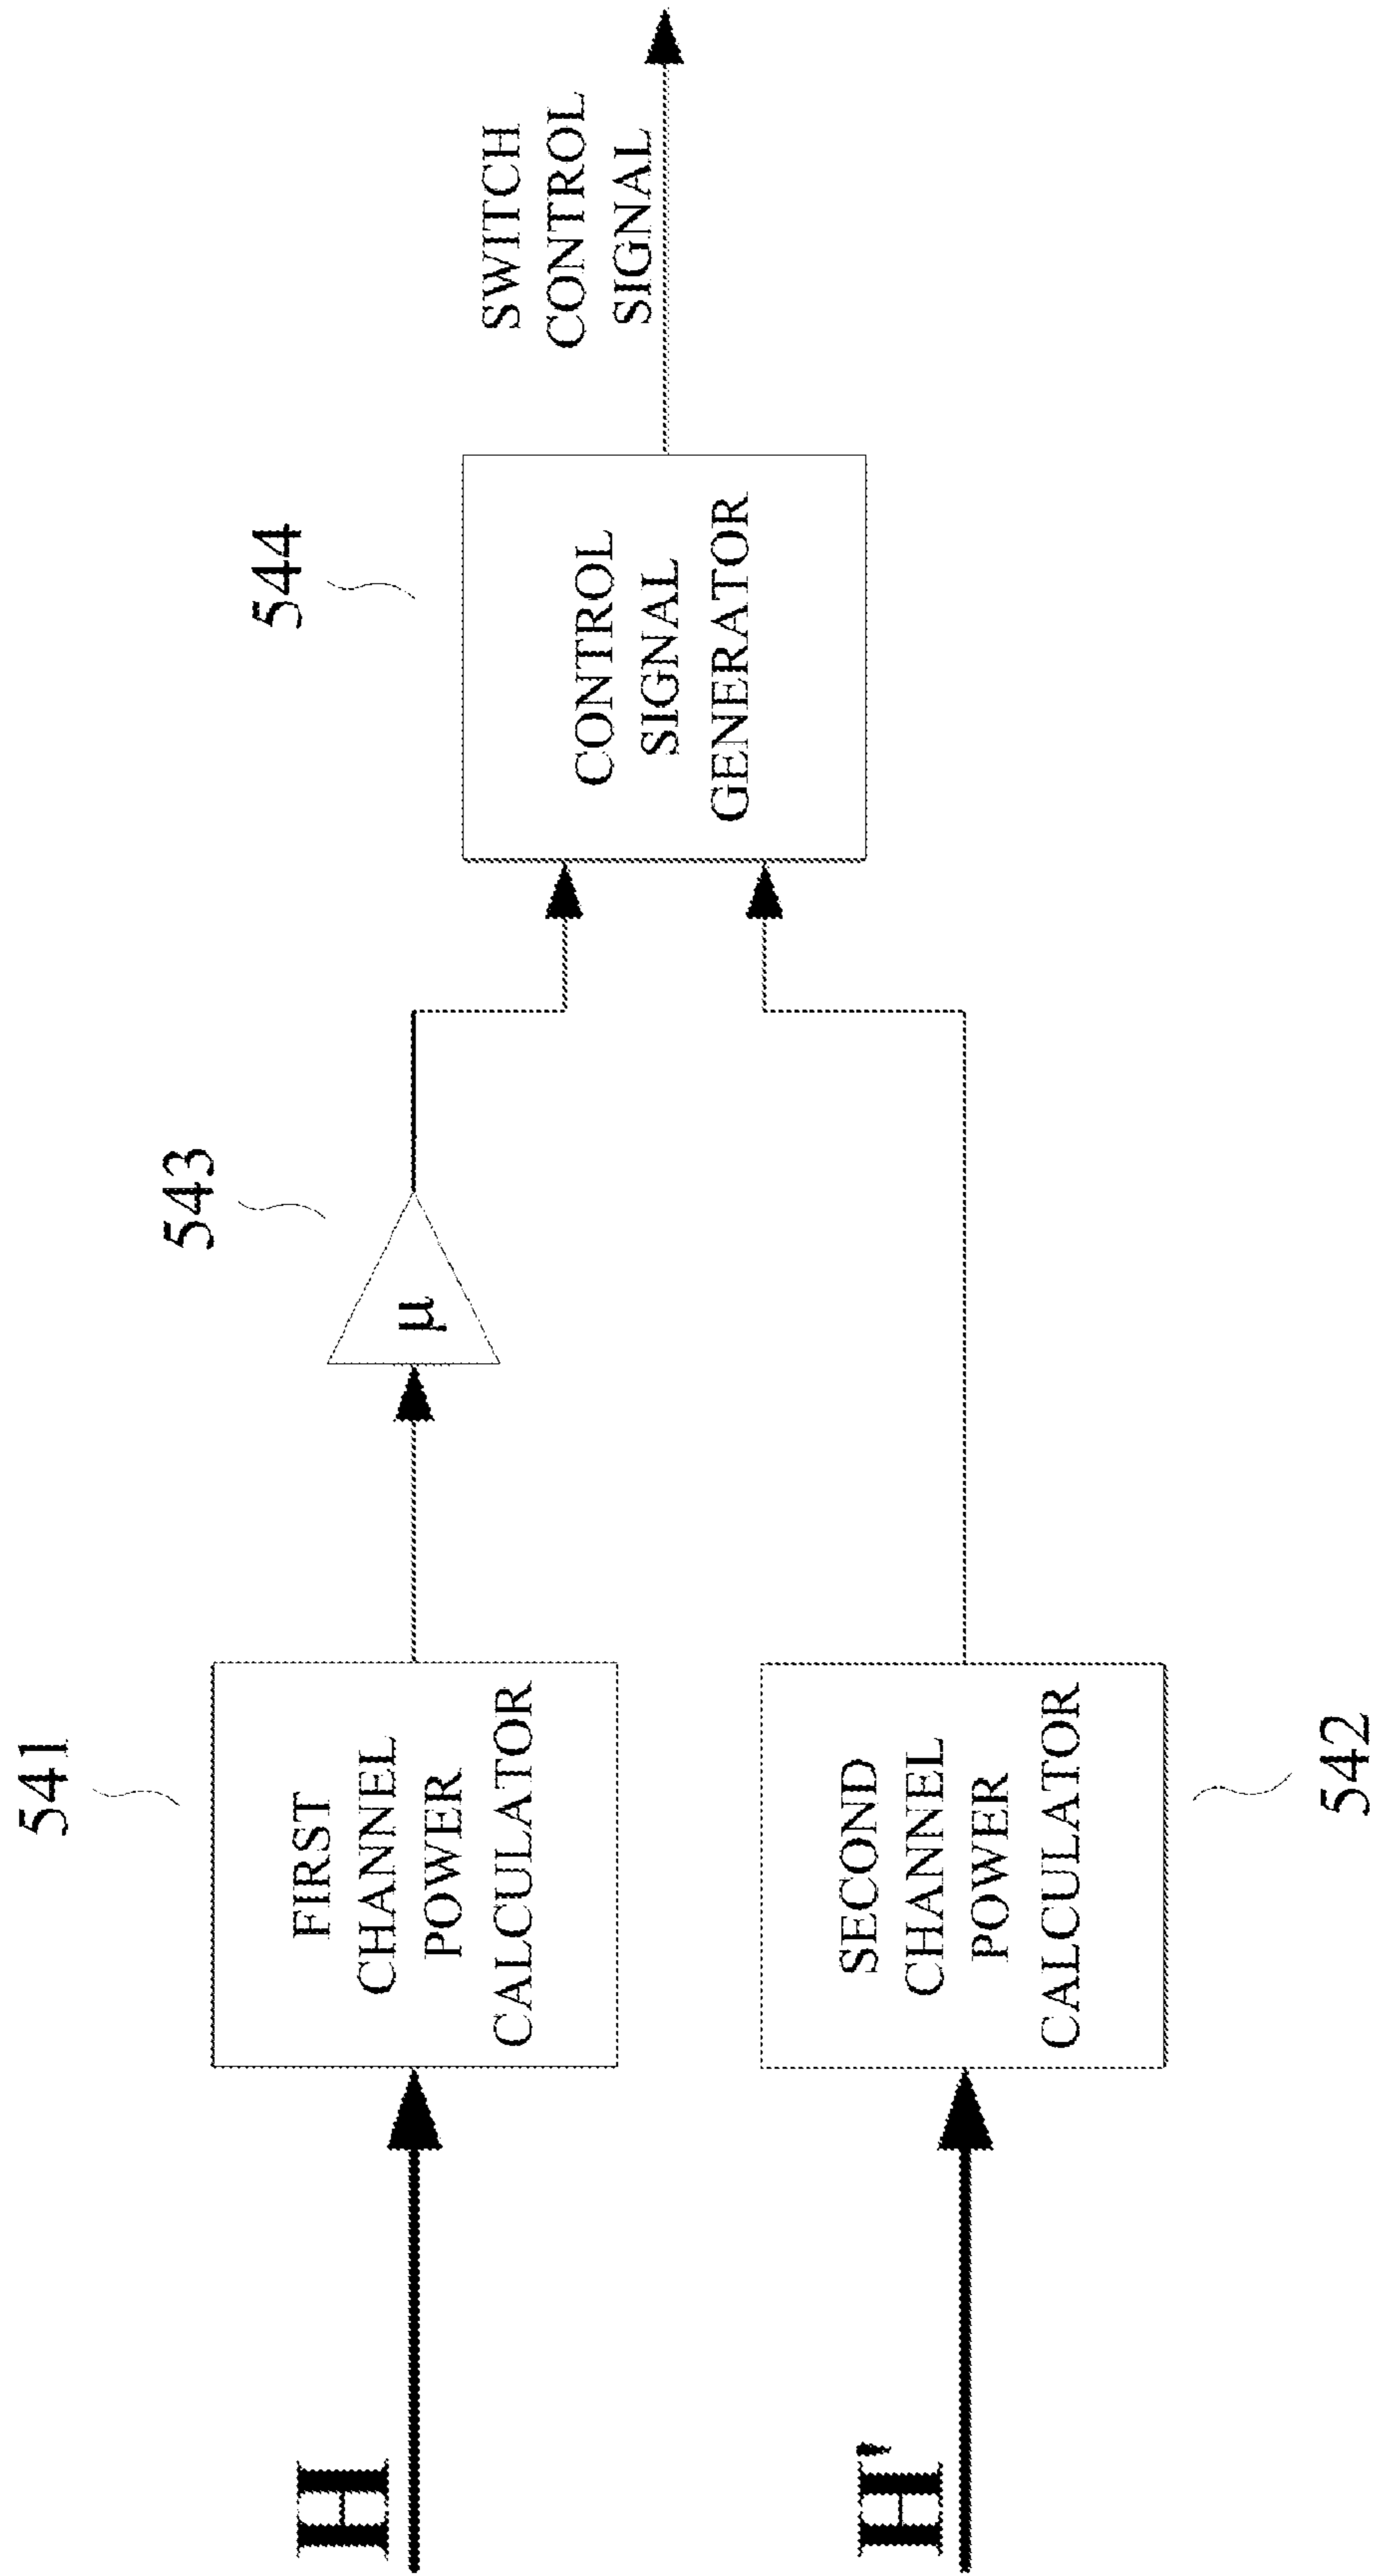 541
H
FIRST
CHANNEL
POWER
CALCULATOR
543
μ
544
CONTROL
SIGNAL
GENERATOR
SWITCH
CONTROL
SIGNAL
H'
SECOND
CHANNEL
POWER
CALCULATOR
542